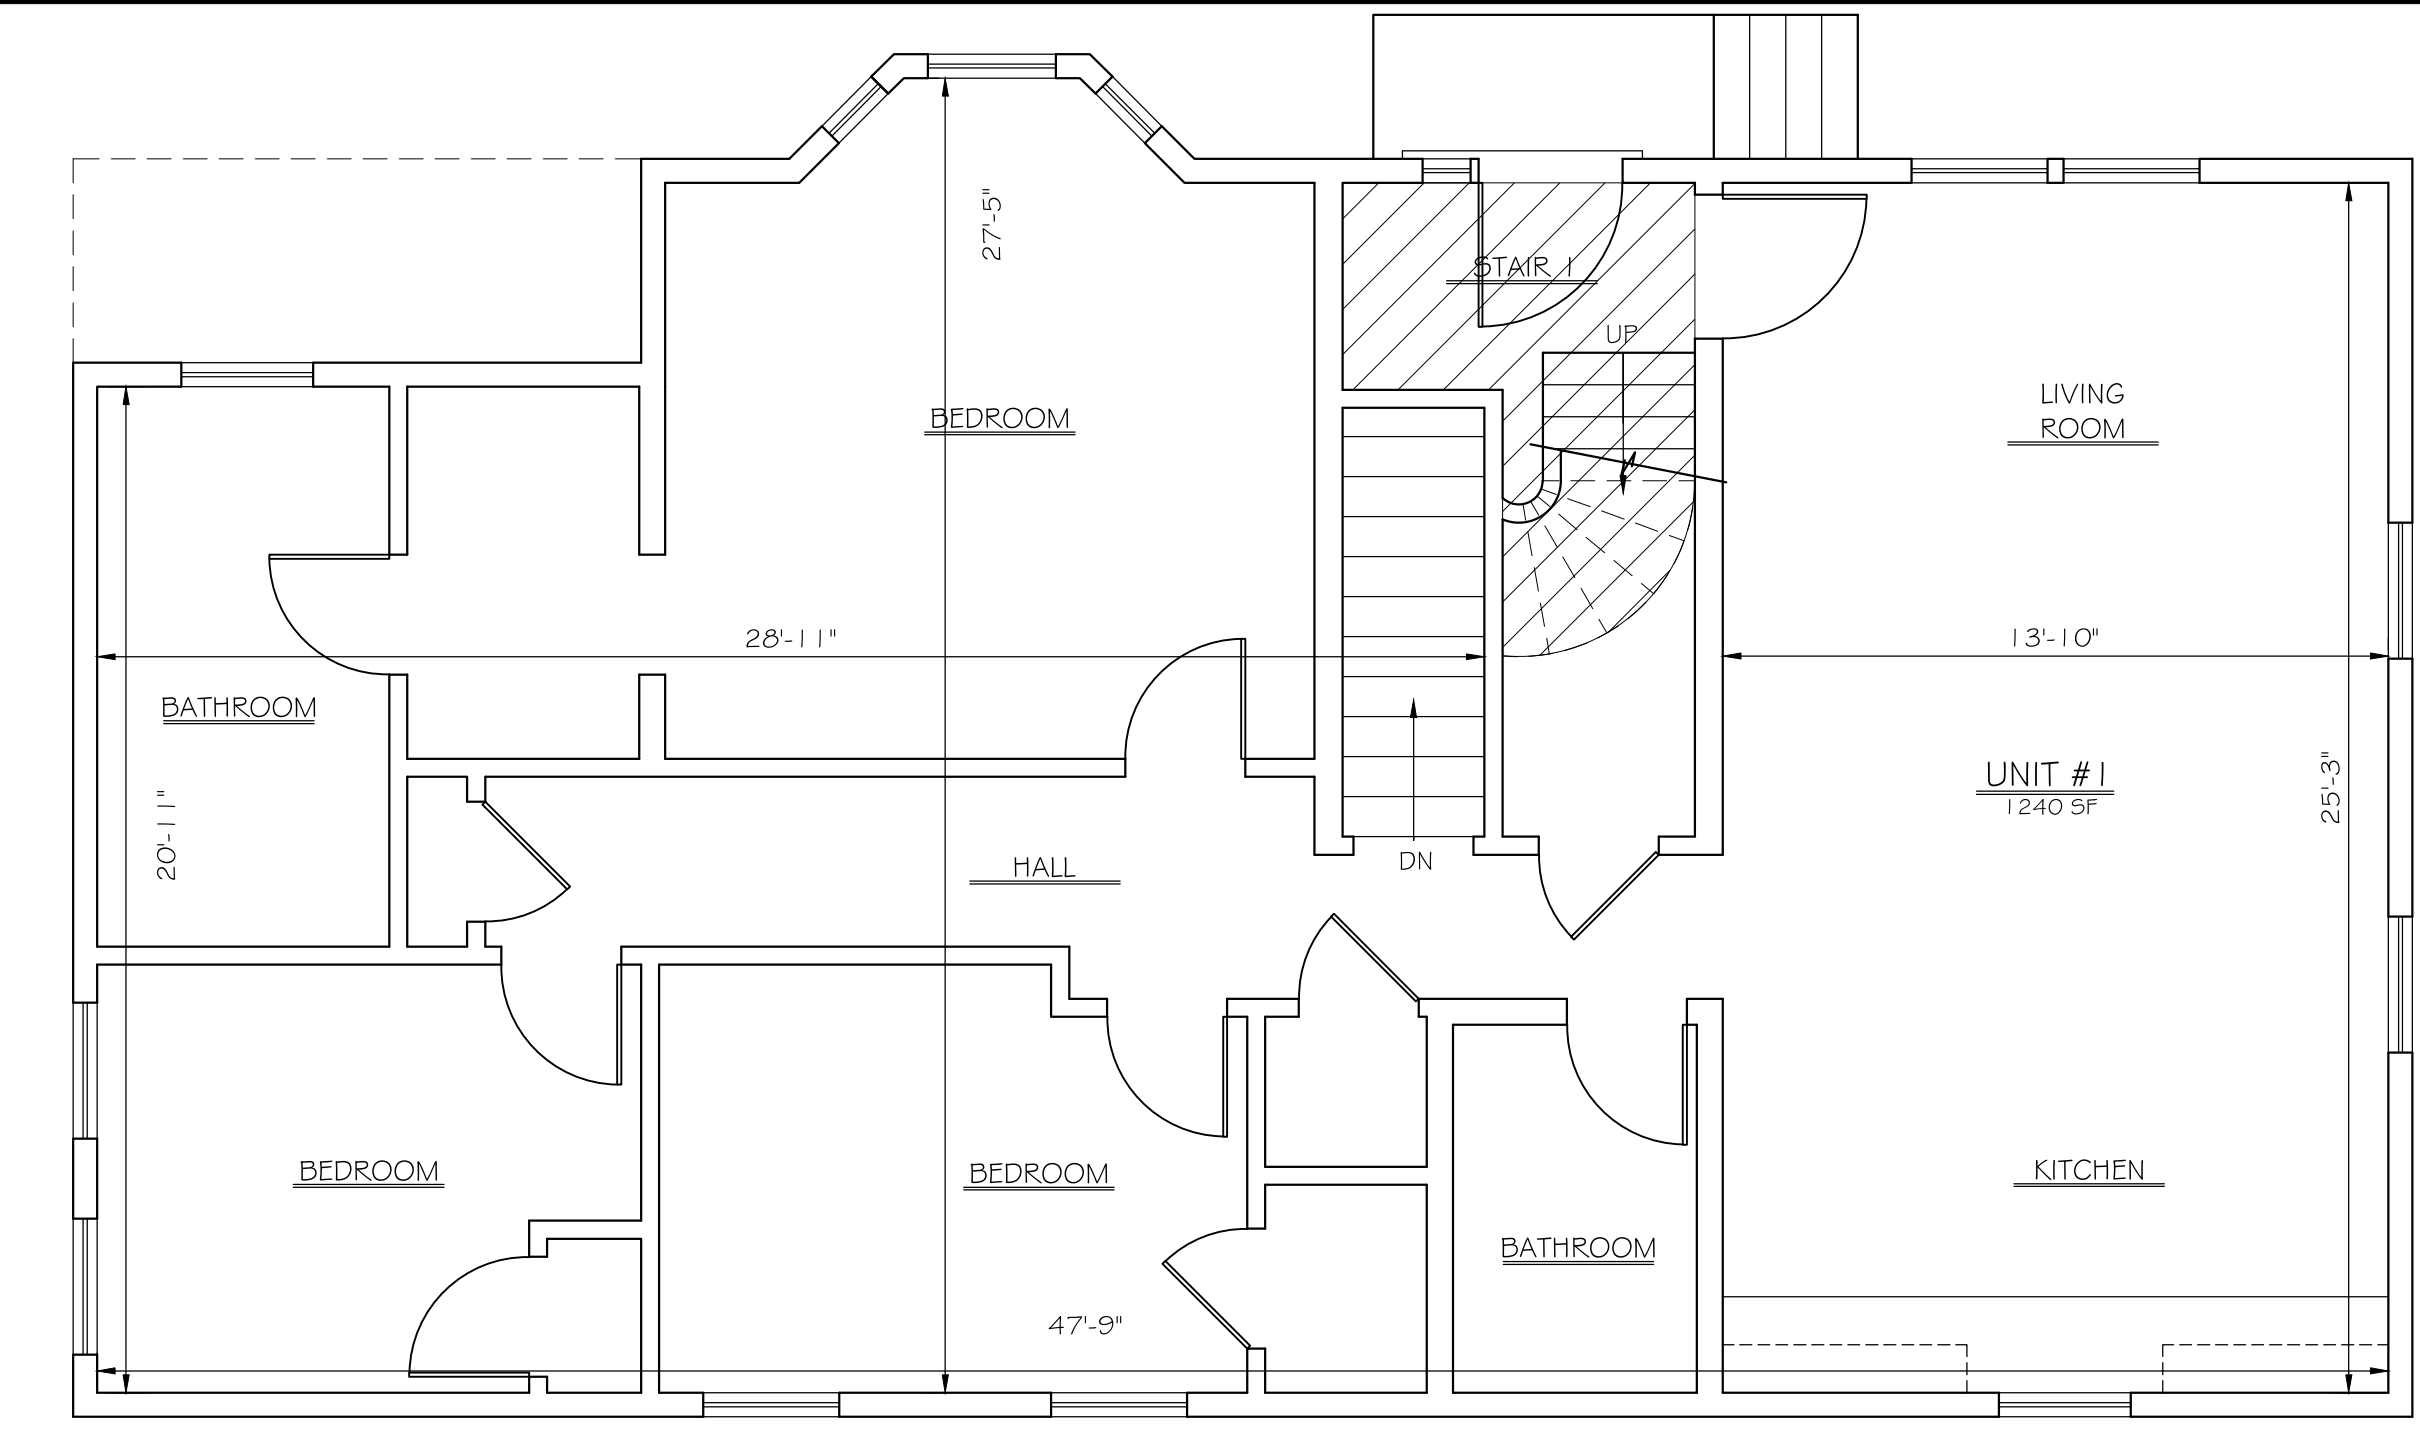 27'-5"
STAIR 1
UP
BEDROOM
LIVING
ROOM
28'-11"
13'-10"
BATHROOM
20'-11"
UNIT #1
1240 SF
25'-3"
HALL
DN
BEDROOM
BEDROOM
KITCHEN
BATHROOM
47'-9"